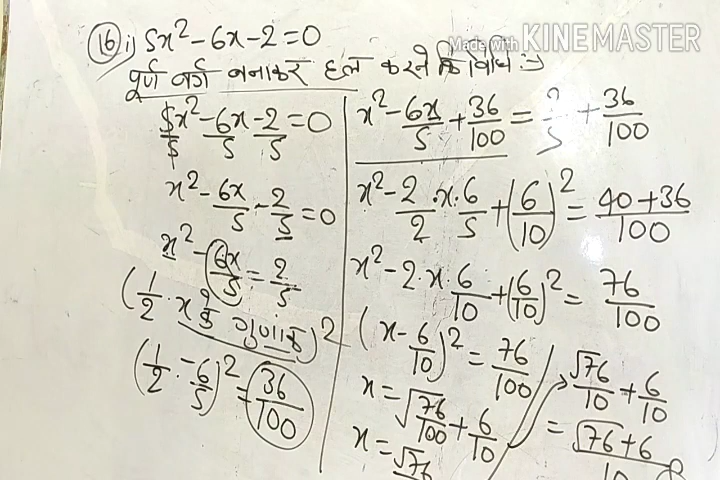 Made with KINEMASTER
(16) i) 5x² - 6x - 2 = 0
पूर्ण वर्ग बनाकर हल करने कि विधि :-
5x²/5 - 6x/5 - 2/5 = 0
x² - 6x/5 - 2/5 = 0
x² - 6x/5 = 2/5
(1/2 · x के गुणांक)²
(1/2 · -6/5)² = 36/100
x² - 6x/5 + 36/100 = 2/5 + 36/100
x² - 2/2 · x · 6/5 + (6/10)² = 40+36/100
x² - 2 · x · 6/10 + (6/10)² = 76/100
(x - 6/10)² = 76/100
x = √76/100 + 6/10
x = √76
√76/10 + 6/10
= √76+6/10